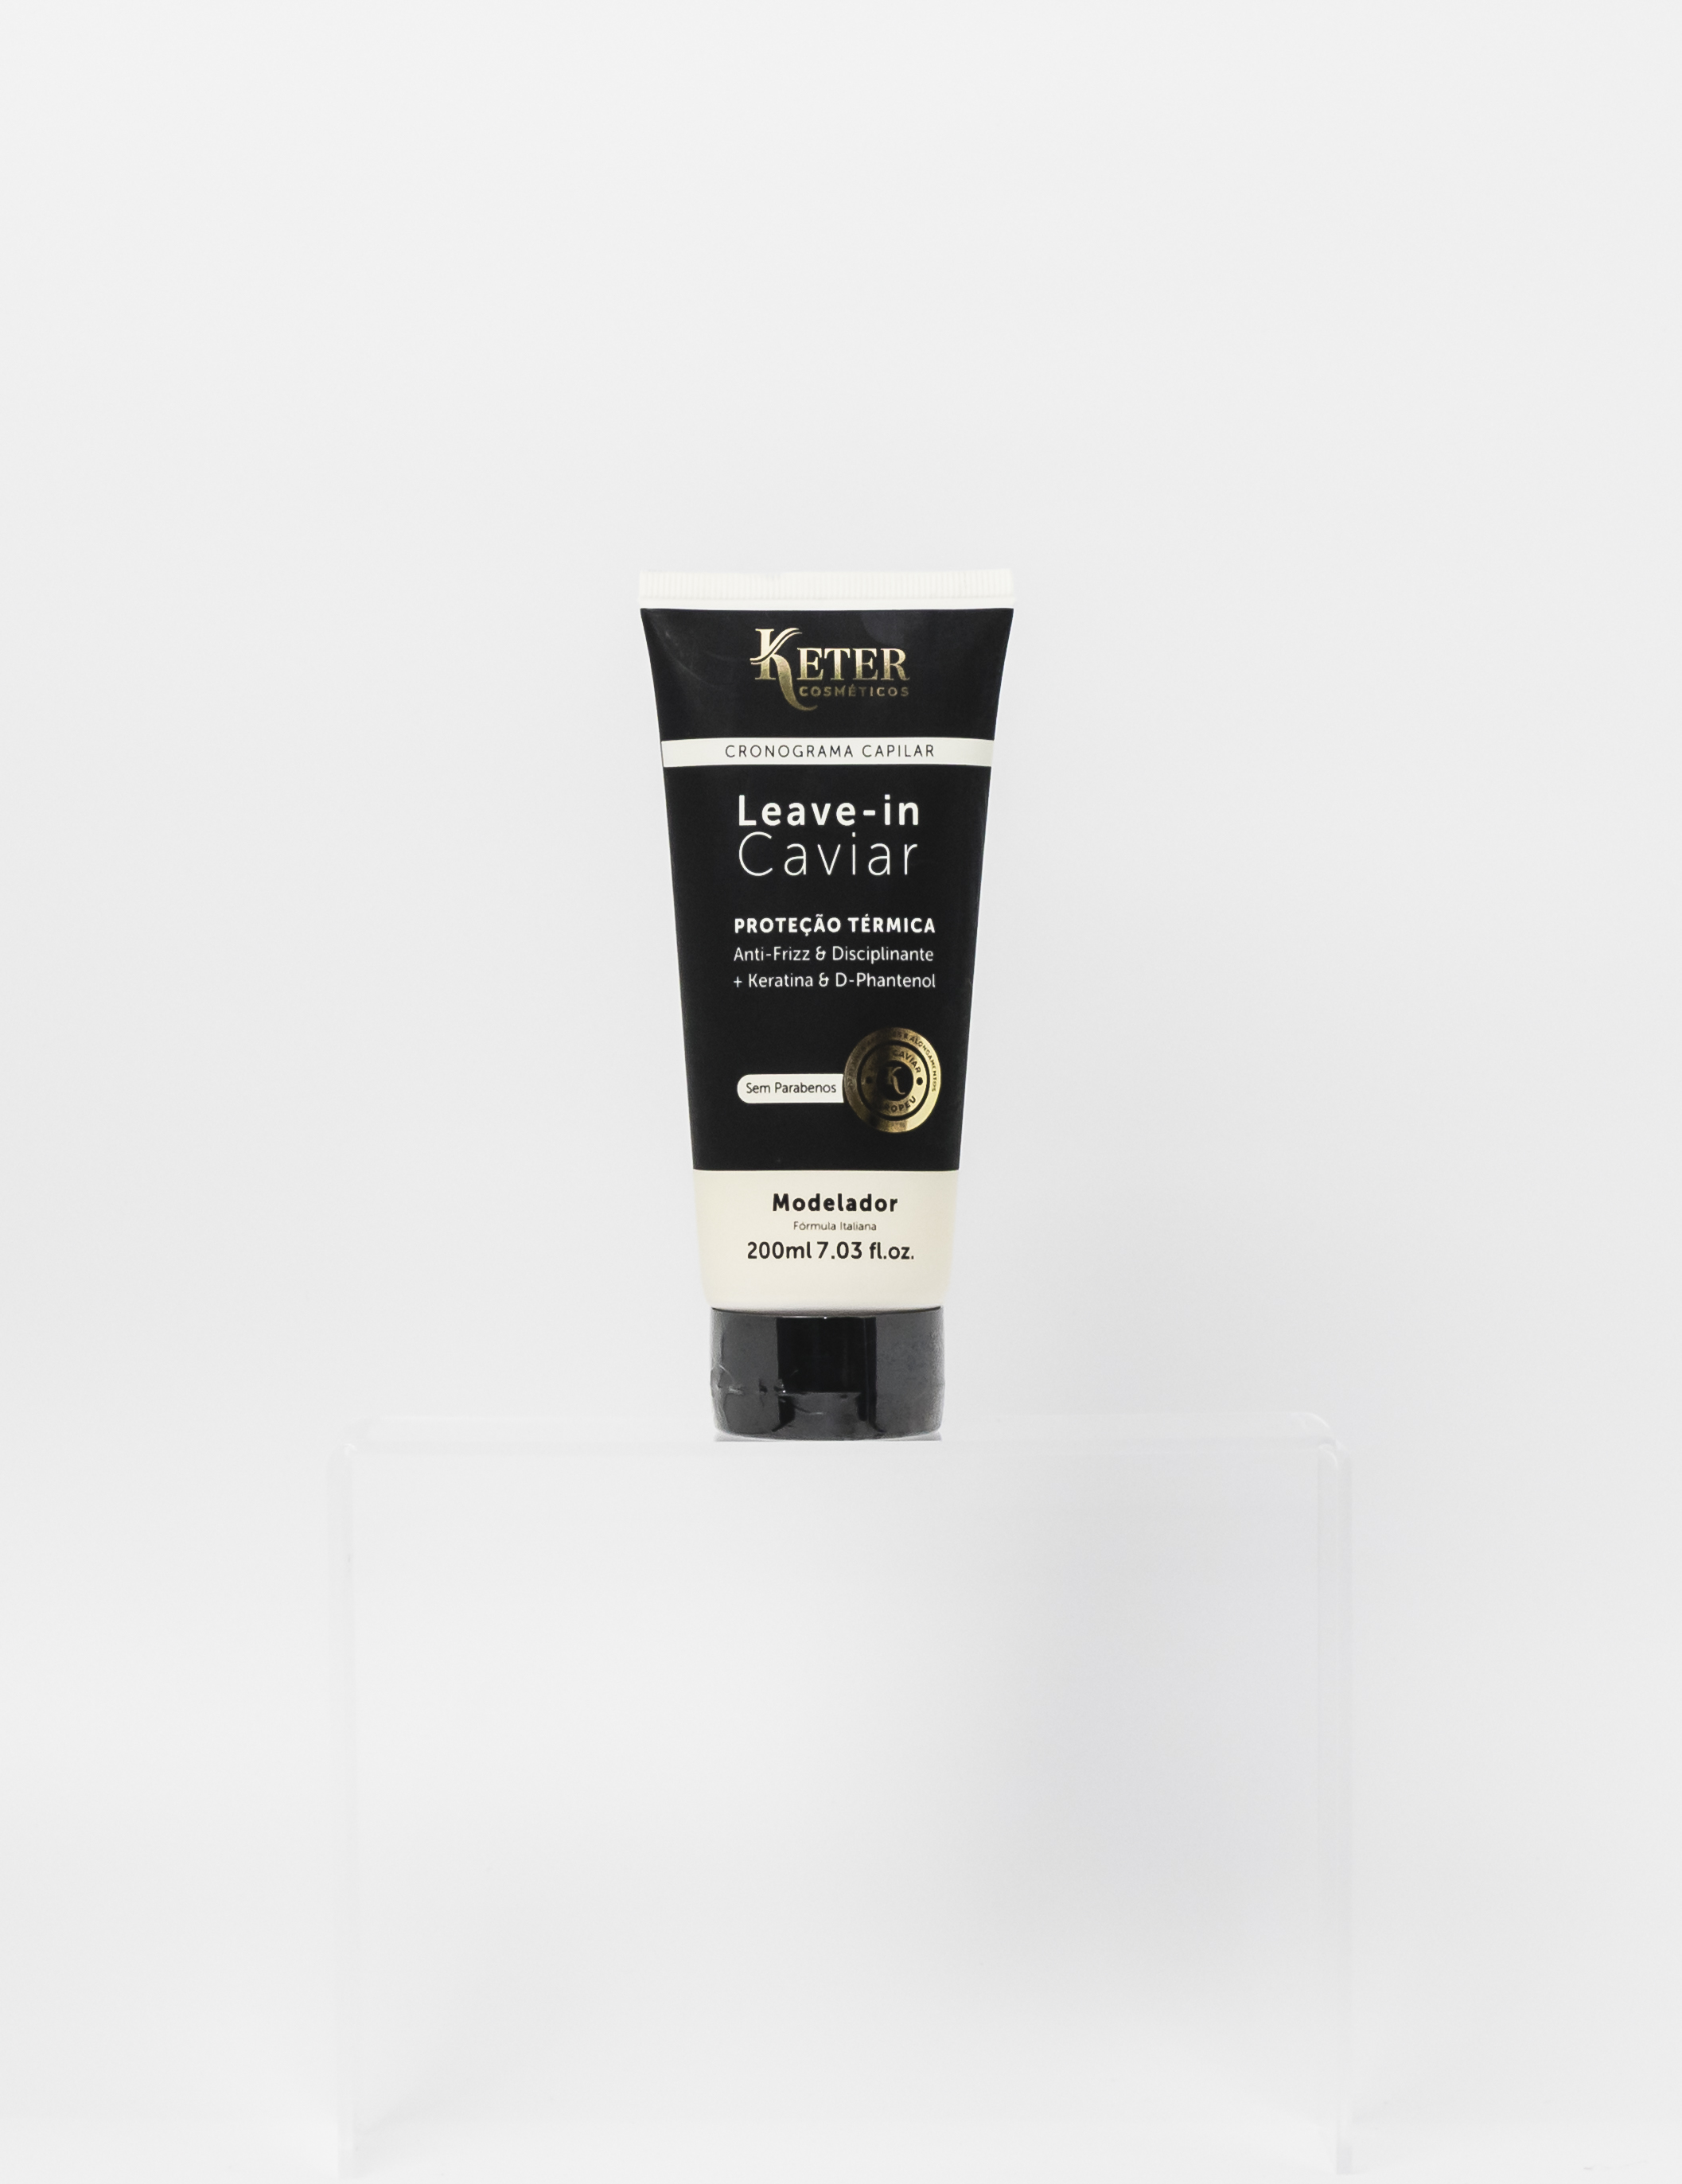 KETER
COSMÉTICOS
CRONOGRAMA CAPILAR
Leave-in
Caviar
PROTEÇÃO TÉRMICA
Anti-Frizz & Disciplinante
+ Keratina & D-Phantenol
Sem Parabenos
E ALONGAMENTOS
CAVIAR
K
Modelador
Fórmula Italiana
200ml 7.03 fl.oz.